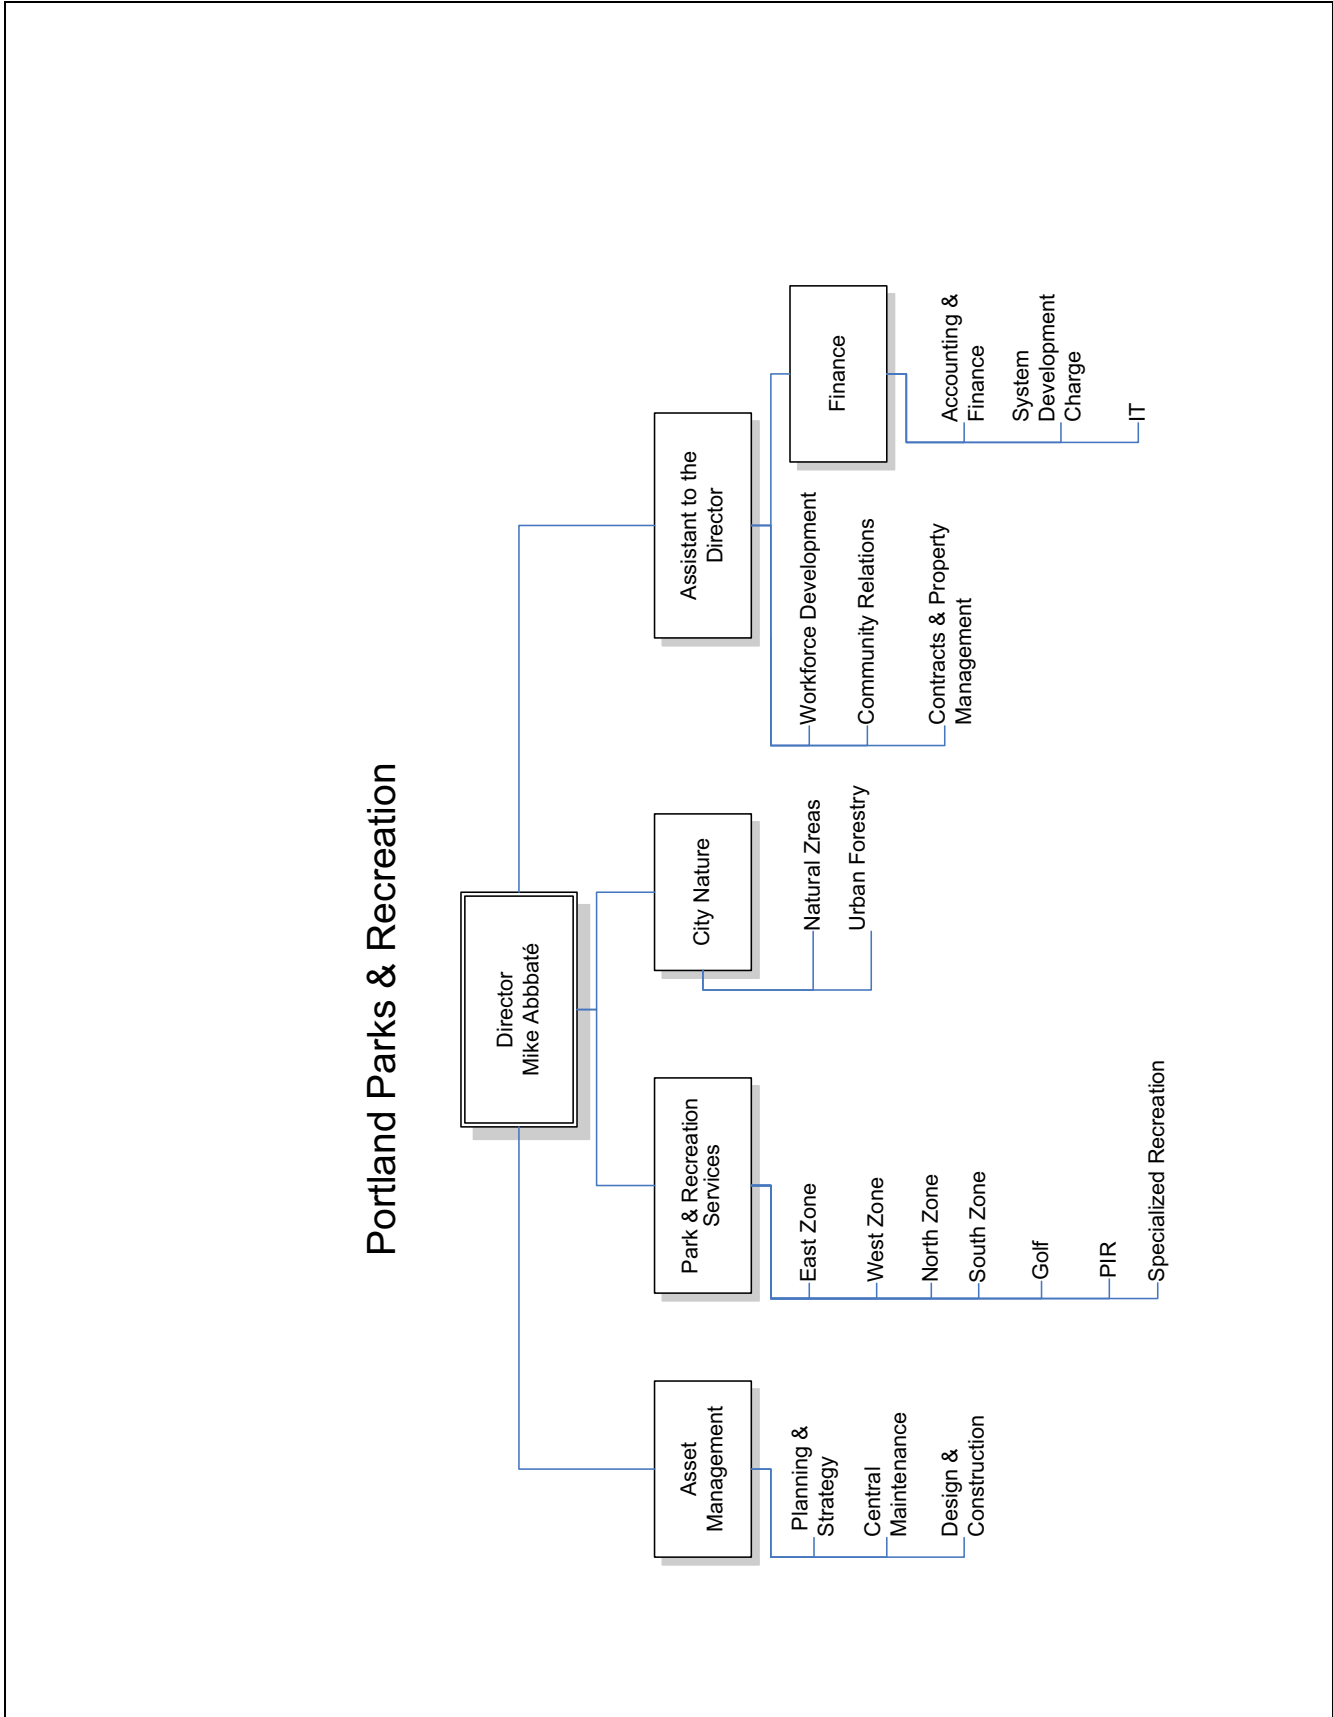 Portland Parks & Recreation
Director
Mike Abbbaté
Asset
Management
Planning &
Strategy
Central
Maintenance
Design &
Construction
Park & Recreation
Services
East Zone
West Zone
North Zone
South Zone
Golf
PIR
Specialized Recreation
City Nature
Natural Zreas
Urban Forestry
Assistant to the
Director
Workforce Development
Community Relations
Contracts & Property
Management
Finance
Accounting &
Finance
System
Development
Charge
IT